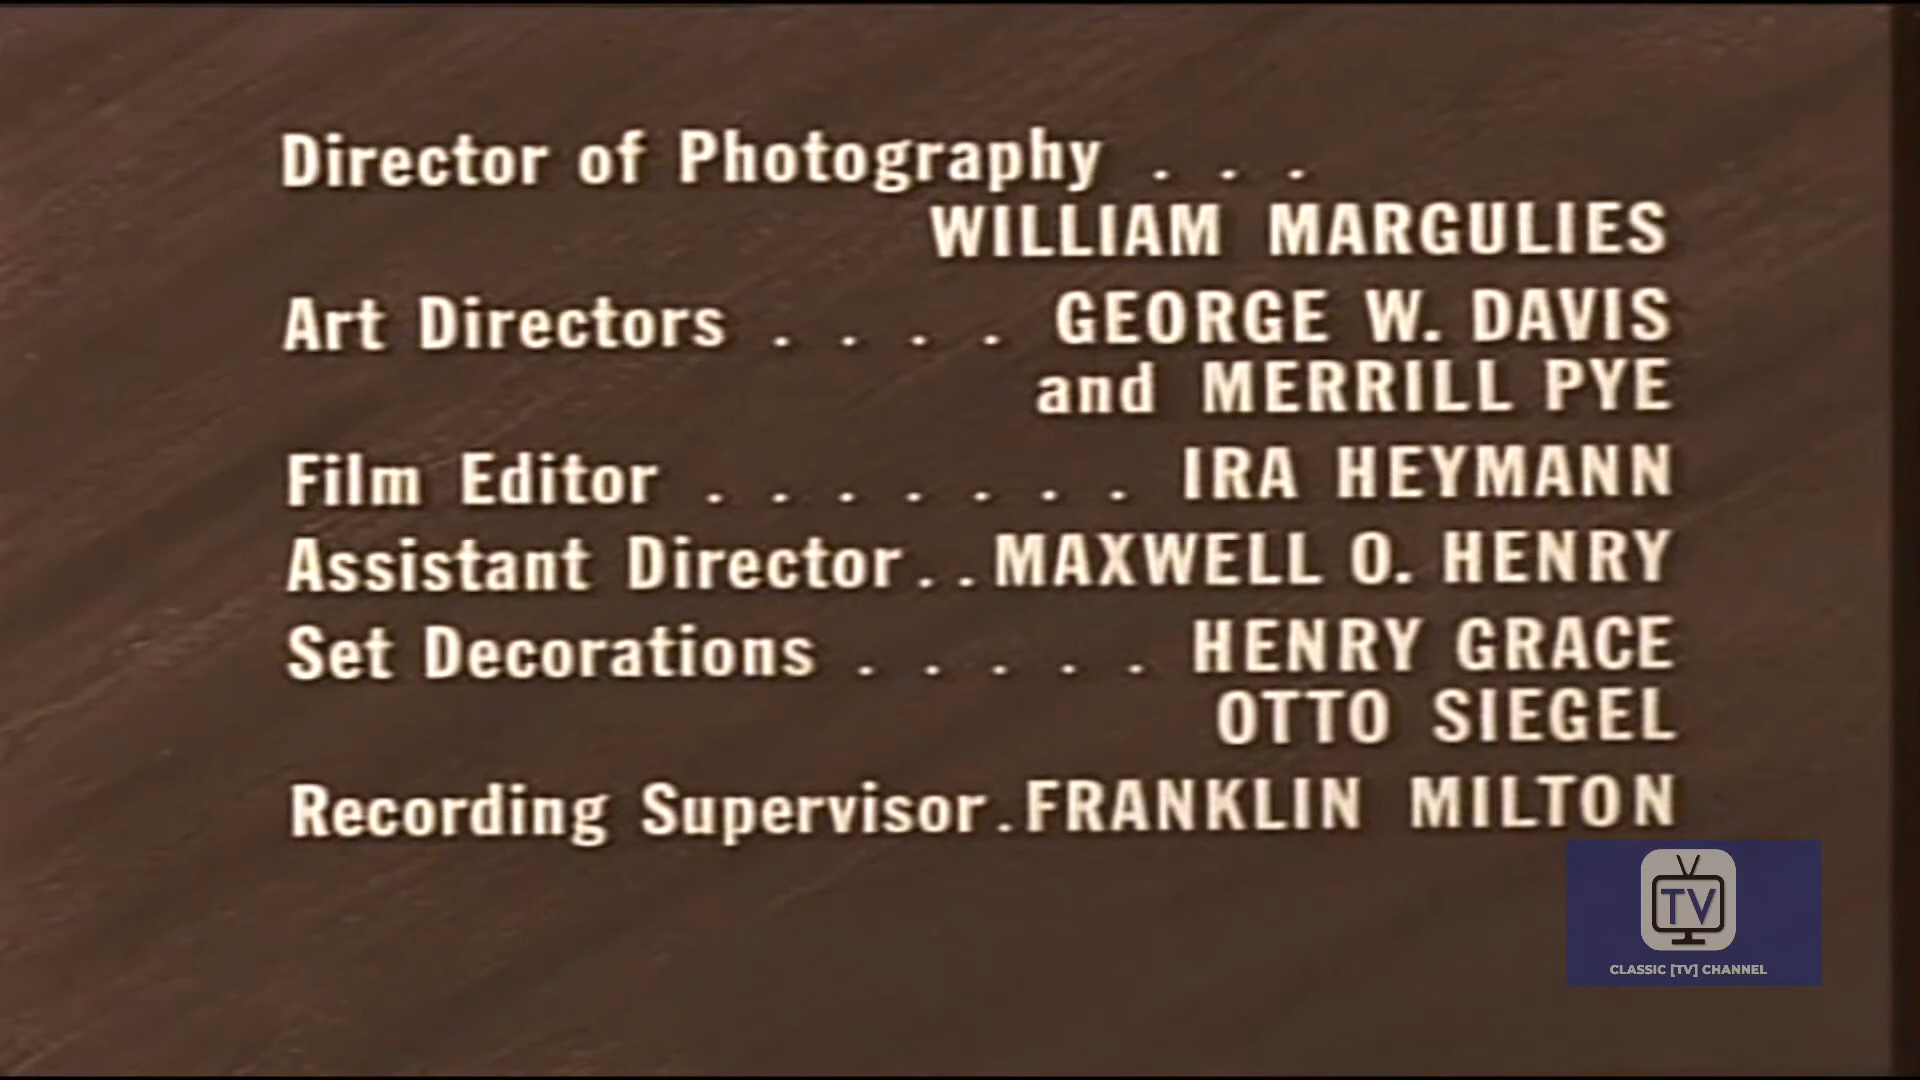 Director of Photography . . .
WILLIAM MARGULIES
Art Directors . . . . GEORGE W. DAVIS
and MERRILL PYE
Film Editor . . . . . . . IRA HEYMANN
Assistant Director . . MAXWELL O. HENRY
Set Decorations . . . . . HENRY GRACE
OTTO SIEGEL
Recording Supervisor . FRANKLIN MILTON
TV
CLASSIC [TV] CHANNEL